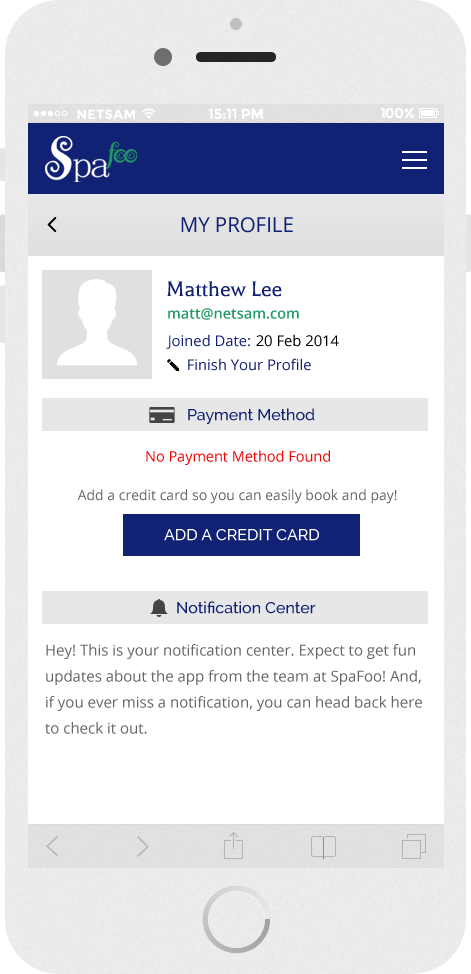 NETSAM 15:11 PM 100%
Spafoo
MY PROFILE
Matthew Lee
matt@netsam.com
Joined Date: 20 Feb 2014
Finish Your Profile
Payment Method
No Payment Method Found
Add a credit card so you can easily book and pay!
ADD A CREDIT CARD
Notification Center
Hey! This is your notification center. Expect to get fun
updates about the app from the team at SpaFoo! And,
if you ever miss a notification, you can head back here
to check it out.